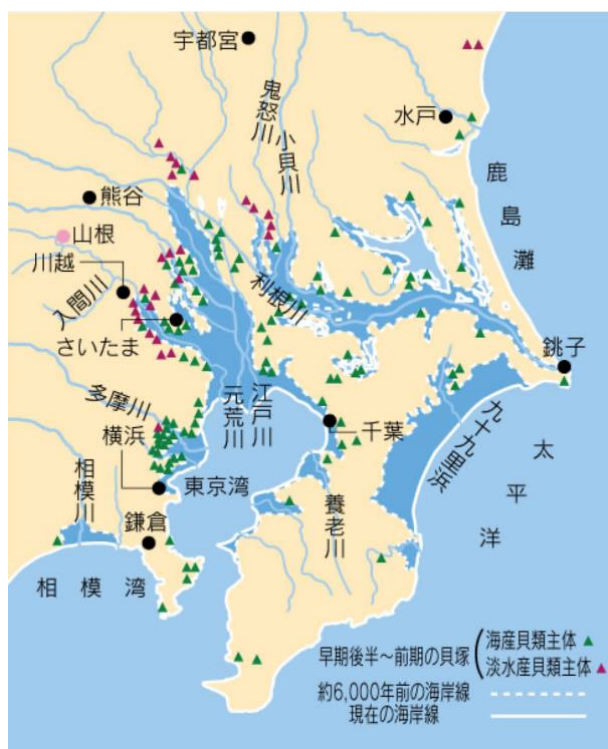 宇都宮
鬼怒川
小貝川
水戸
鹿島灘
熊谷
山根
川越
入間川
利根川
さいたま
銚子
多摩川
元荒川
江戸川
千葉
九十九里浜
太平洋
横浜
東京湾
相模川
養老川
鎌倉
相模湾
早期後半～前期の貝塚
海産貝類主体
淡水産貝類主体
約6,000年前の海岸線
現在の海岸線